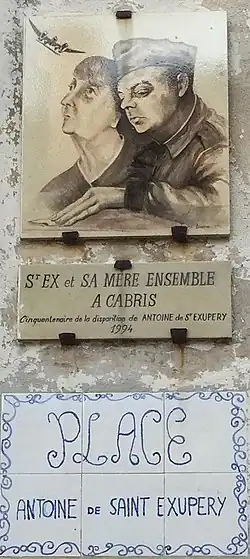 Sᵀ EX et SA MÈRE ENSEMBLE
A CABRIS
Cinquantenaire de la disparition de ANTOINE de Sᵗ EXUPERY
1994
PLACE
ANTOINE DE SAINT EXUPERY